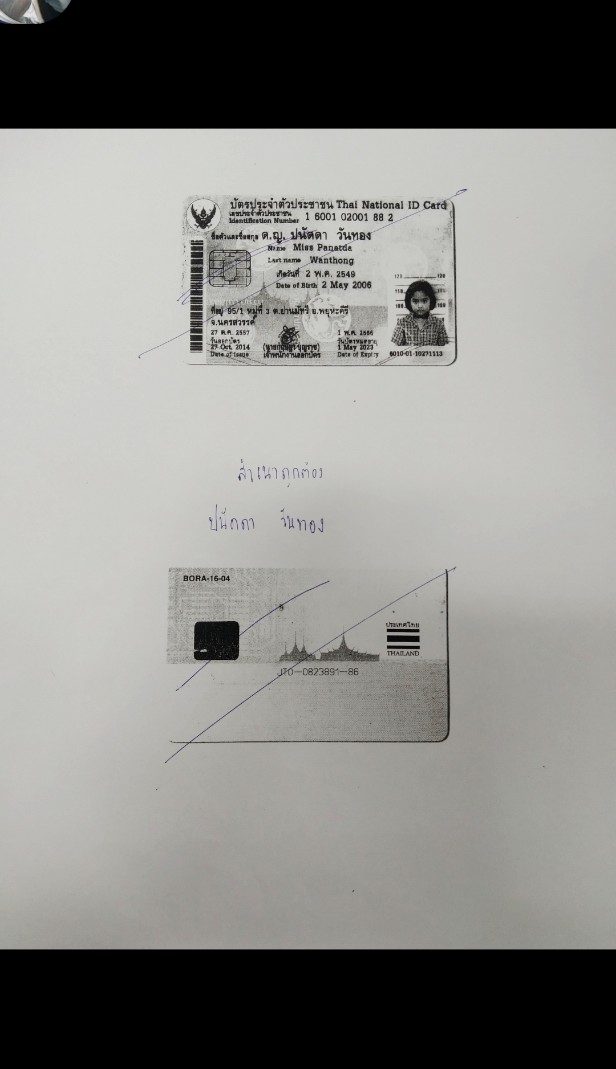 บัตรประจำตัวประชาชน Thai National ID Card
เลขประจำตัวประชาชน
Identification Number 1 6001 02001 88 2
ชื่อตัวและชื่อสกุล ด.ญ. ปนัดดา วันทอง
Name Miss Panatda
Last name Wanthong
เกิดวันที่ 2 พ.ค. 2549
Date of Birth 2 May 2006
ที่อยู่ 95/1 หมู่ที่ 3 ต.ย่านมัทรี อ.พยุหะคีรี
จ.นครสวรรค์
27 ต.ค. 2557
วันออกบัตร
27 Oct. 2014
Date of Issue
เจ้าพนักงานออกบัตร
1 พ.ค. 2566
วันบัตรหมดอายุ
1 May 2023
Date of Expiry
6010-01-10271113
สำเนาถูกต้อง
ปนัดดา วันทอง
BORA-16-04
ประเทศไทย
THAILAND
JT0-0823891-86